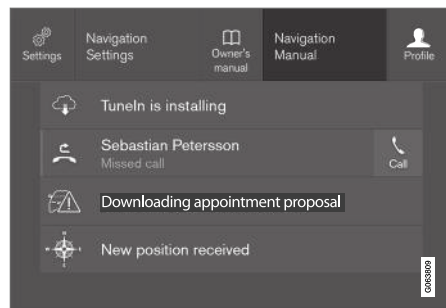 Settings
Navigation
Settings
Owner's
manual
Navigation
Manual
Profile
TuneIn is installing
Sebastian Petersson
Missed call
Call
Downloading appointment proposal
New position received
G063809